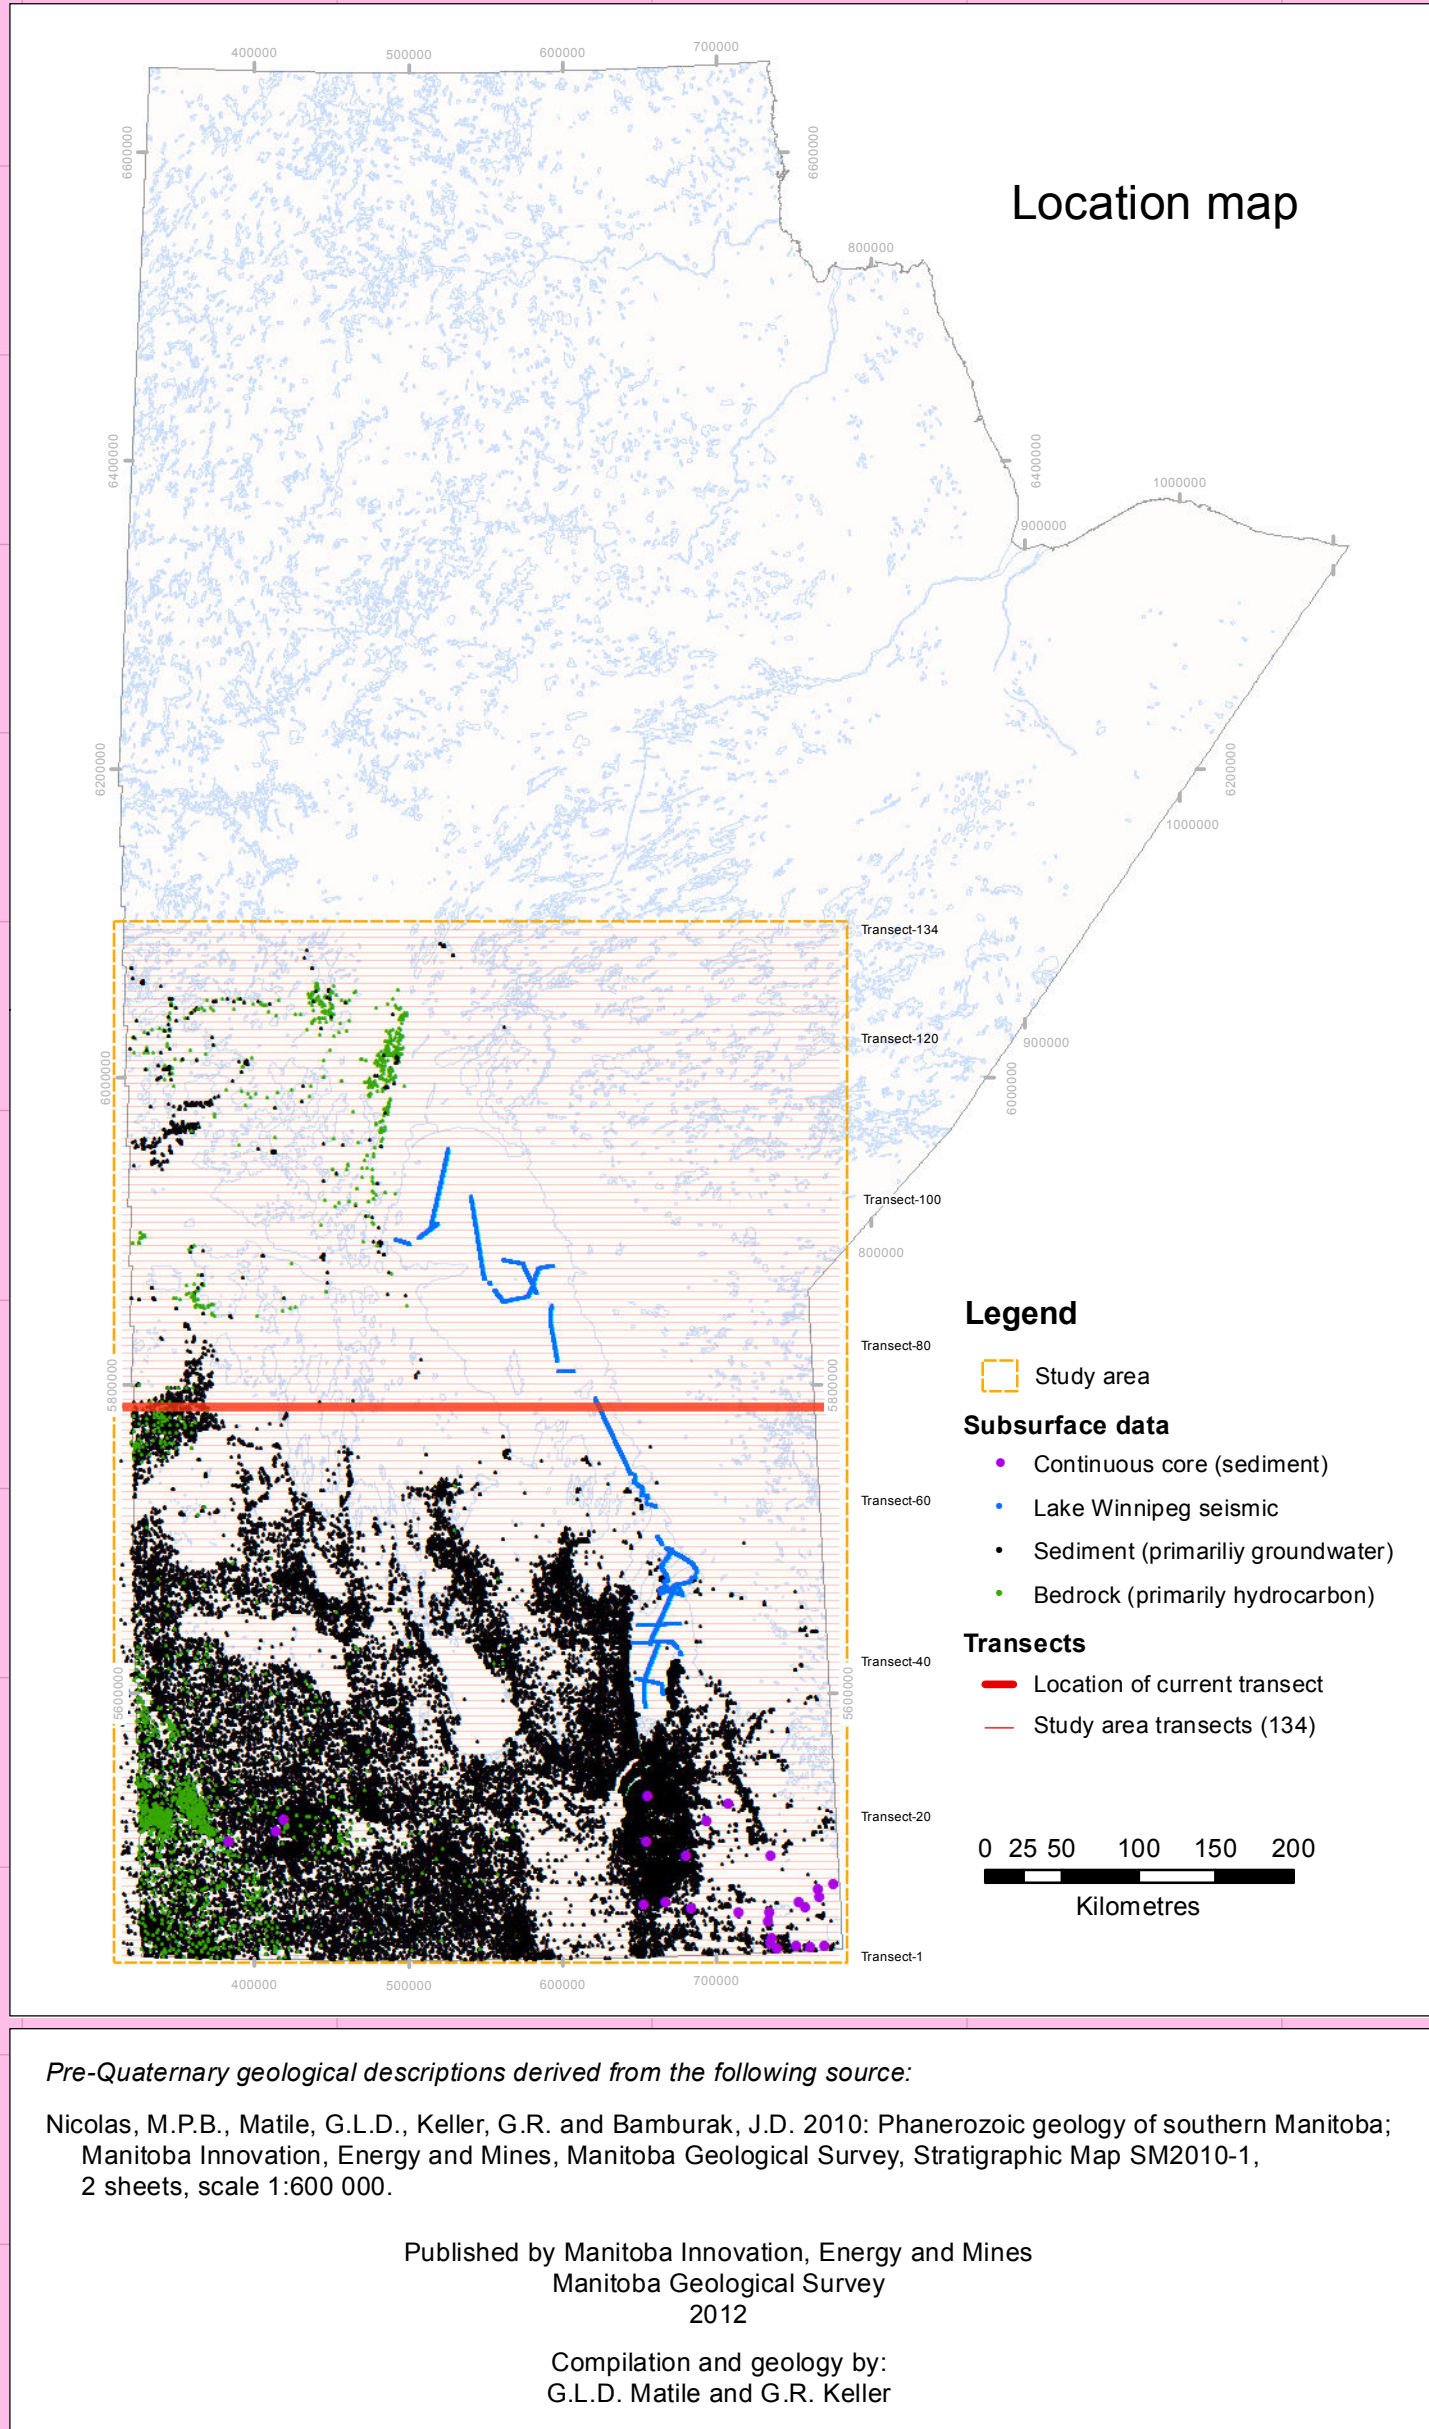 400000
500000
600000
700000
6600000
6600000
Location map
800000
6400000
6400000
1000000
900000
6200000
6200000
1000000
Transect-134
Transect-120
900000
6000000
6000000
Transect-100
800000
Legend
Transect-80
Study area
5800000
5800000
Subsurface data
Continuous core (sediment)
Transect-60
Lake Winnipeg seismic
Sediment (primariliy groundwater)
Bedrock (primarily hydrocarbon)
Transects
Transect-40
Location of current transect
5600000
5600000
Study area transects (134)
Transect-20
0 25 50 100 150 200
Kilometres
Transect-1
400000
500000
600000
700000
Pre-Quaternary geological descriptions derived from the following source:
Nicolas, M.P.B., Matile, G.L.D., Keller, G.R. and Bamburak, J.D. 2010: Phanerozoic geology of southern Manitoba;
Manitoba Innovation, Energy and Mines, Manitoba Geological Survey, Stratigraphic Map SM2010-1,
2 sheets, scale 1:600 000.
Published by Manitoba Innovation, Energy and Mines
Manitoba Geological Survey
2012
Compilation and geology by:
G.L.D. Matile and G.R. Keller